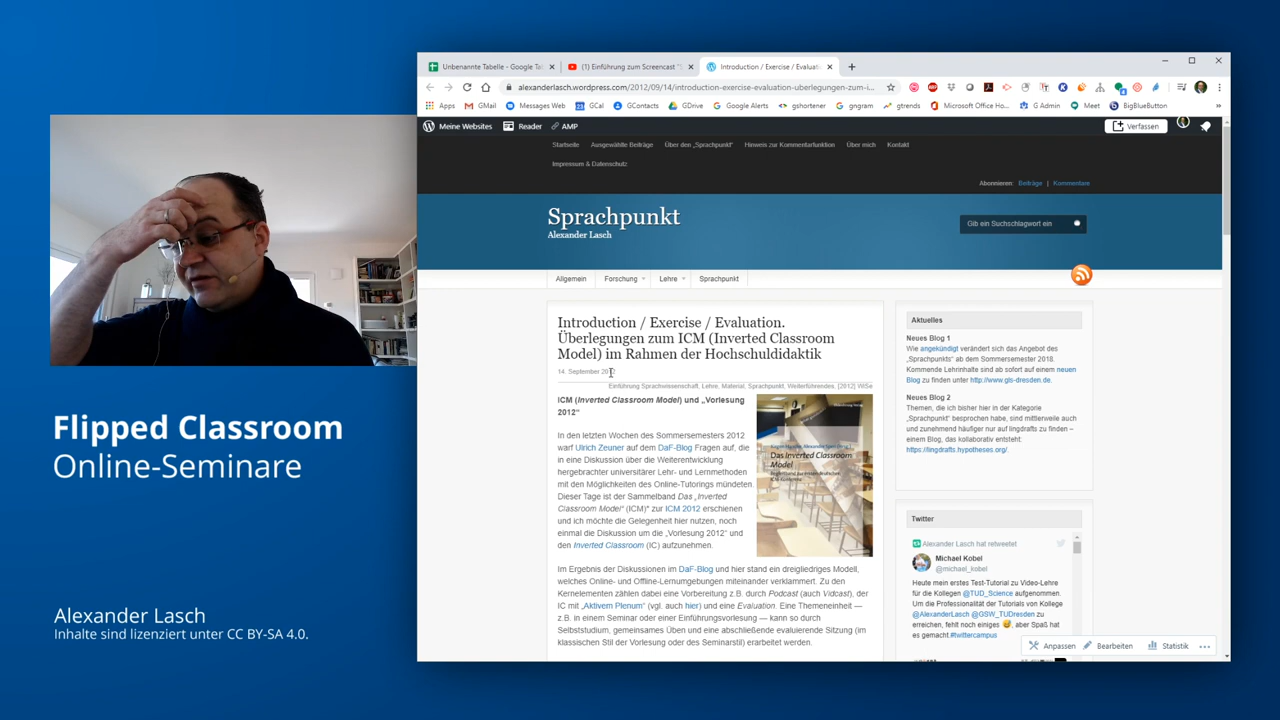 Unbenannte Tabelle - Google Tab
(1) Einführung zum Screencast "S
Introduction / Exercise / Evaluati
alexanderlasch.wordpress.com/2012/09/14/introduction-exercise-evaluation-uberlegungen-zum-i...
Apps GMail Messages Web GCal GContacts GDrive Google Alerts gshortener gngram gtrends Microsoft Office Ho... G Admin Meet BigBlueButton »
Meine Websites Reader AMP Verfassen
Startseite Ausgewählte Beiträge Über den „Sprachpunkt“ Hinweis zur Kommentarfunktion Über mich Kontakt
Impressum & Datenschutz
Abonnieren: Beiträge | Kommentare
Sprachpunkt
Alexander Lasch
Gib ein Suchschlagwort ein
Allgemein Forschung Lehre Sprachpunkt
Introduction / Exercise / Evaluation.
Überlegungen zum ICM (Inverted Classroom
Model) im Rahmen der Hochschuldidaktik
14. September 2012
Einführung Sprachwissenschaft, Lehre, Material, Sprachpunkt, Weiterführendes, [2012] WiSe
ICM (Inverted Classroom Model) und „Vorlesung
2012“
In den letzten Wochen des Sommersemesters 2012
warf Ulrich Zeuner auf dem DaF-Blog Fragen auf, die
in eine Diskussion über die Weiterentwicklung
hergebrachter universitärer Lehr- und Lernmethoden
mit den Möglichkeiten des Online-Tutorings mündeten.
Dieser Tage ist der Sammelband Das „Inverted
Classroom Model“ (ICM)* zur ICM 2012 erschienen
und ich möchte die Gelegenheit hier nutzen, noch
einmal die Diskussion um die „Vorlesung 2012“ und
den Inverted Classroom (IC) aufzunehmen.
Das Inverted Classroom
Model
Im Ergebnis der Diskussionen im DaF-Blog und hier stand ein dreigliedriges Modell,
welches Online- und Offline-Lernumgebungen miteinander verklammert. Zu den
Kernelementen zählen dabei eine Vorbereitung z.B. durch Podcast (auch Vidcast), der
IC mit „Aktivem Plenum“ (vgl. auch hier) und eine Evaluation. Eine Themeneinheit —
z.B. in einem Seminar oder einer Einführungsvorlesung — kann so durch
Selbststudium, gemeinsames Üben und eine abschließende evaluierende Sitzung (im
klassischen Stil der Vorlesung oder des Seminarstil) erarbeitet werden.
Aktuelles
Neues Blog 1
Wie angekündigt verändert sich das Angebot des
„Sprachpunkts“ ab dem Sommersemester 2018.
Kommende Lehrinhalte sind ab sofort auf einem neuen
Blog zu finden unter http://www.gls-dresden.de.
Neues Blog 2
Themen, die ich bisher hier in der Kategorie
„Sprachpunkt“ besprochen habe, sind mittlerweile auch
und zunehmend häufiger nur auf lingdrafts zu finden –
einem Blog, das kollaborativ entsteht:
https://lingdrafts.hypotheses.org/.
Twitter
Alexander Lasch hat retweetet
Michael Kobel
@michael_kobel
Heute mein erstes Test-Tutorial zu Video-Lehre
für die Kollegen @TUD_Science aufgenommen.
Um die Professionalität der Tutorials von Kollege
@AlexanderLasch @GSW_TUDresden zu
erreichen, fehlt noch einiges 😅, aber Spaß hat
es gemacht.#twittercampus
Anpassen Bearbeiten Statistik ...
Flipped Classroom
Online-Seminare
Alexander Lasch
Inhalte sind lizenziert unter CC BY-SA 4.0.